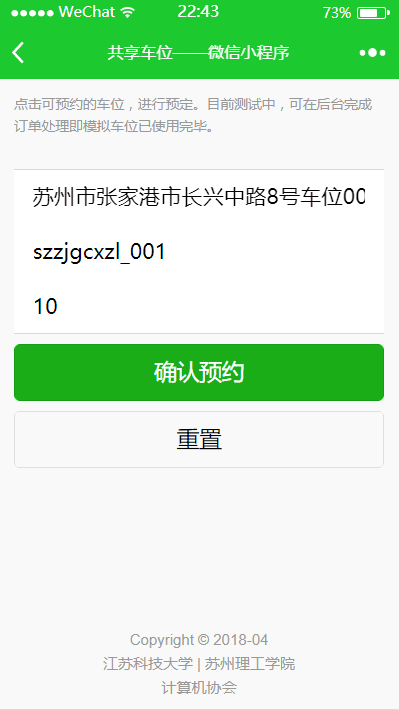 WeChat 22:43 73%
共享车位——微信小程序
点击可预约的车位，进行预定。目前测试中，可在后台完成
订单处理即模拟车位已使用完毕。
苏州市张家港市长兴中路8号车位00
szzjgcxzl_001
10
确认预约
重置
Copyright © 2018-04
江苏科技大学 | 苏州理工学院
计算机协会